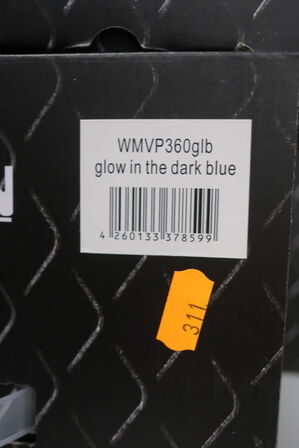 WMVP360glb
glow in the dark blue
4 260133 378599
311